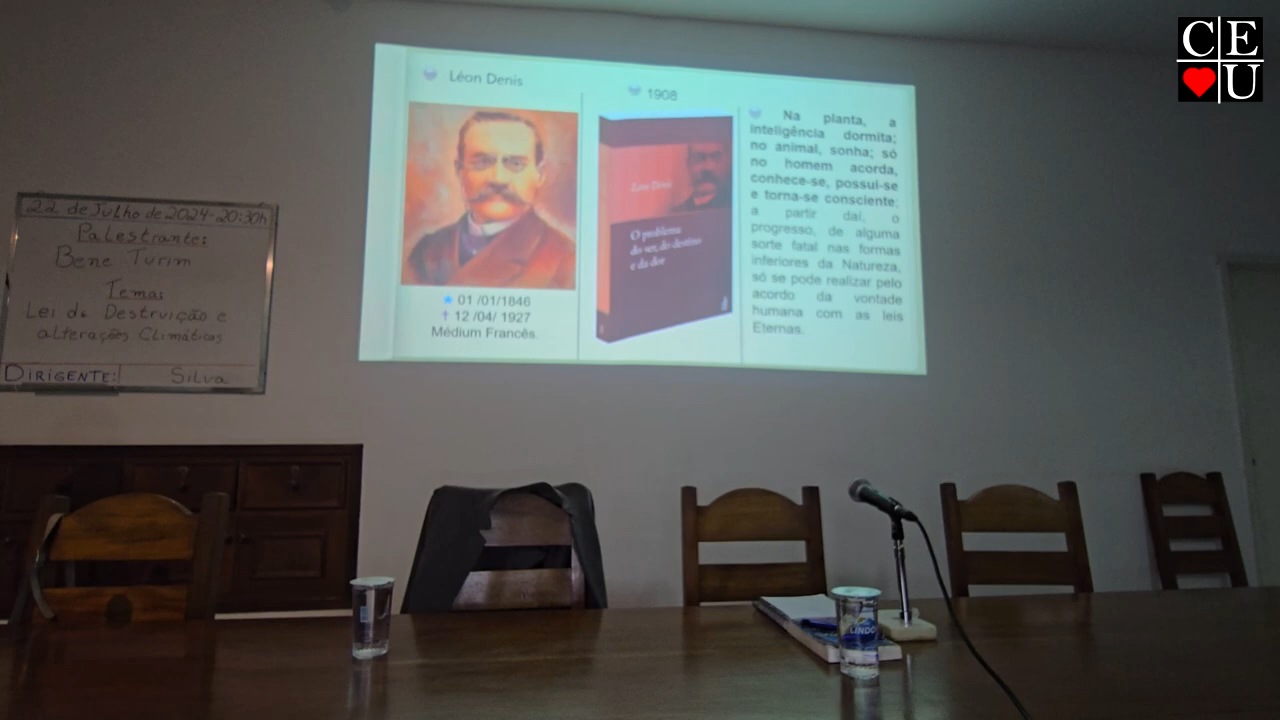 C E
U
Léon Denis
1908
Na planta, a
inteligência dormita;
no animal, sonha; só
no homem acorda,
conhece-se, possui-se
e torna-se consciente;
a partir daí, o
progresso, de alguma
sorte fatal nas formas
inferiores da Natureza,
só se pode realizar pelo
acordo da vontade
humana com as leis
Eternas.
Léon Denis
O problema
do ser, do destino
e da dor
01 /01/1846
12 /04/ 1927
Médium Francês.
22 de Julho de 2024-20:30h
Palestrante:
Bene Turim
Tema:
Lei de Destruição e
alterações Climáticas
DIRIGENTE: Silva
LINDO